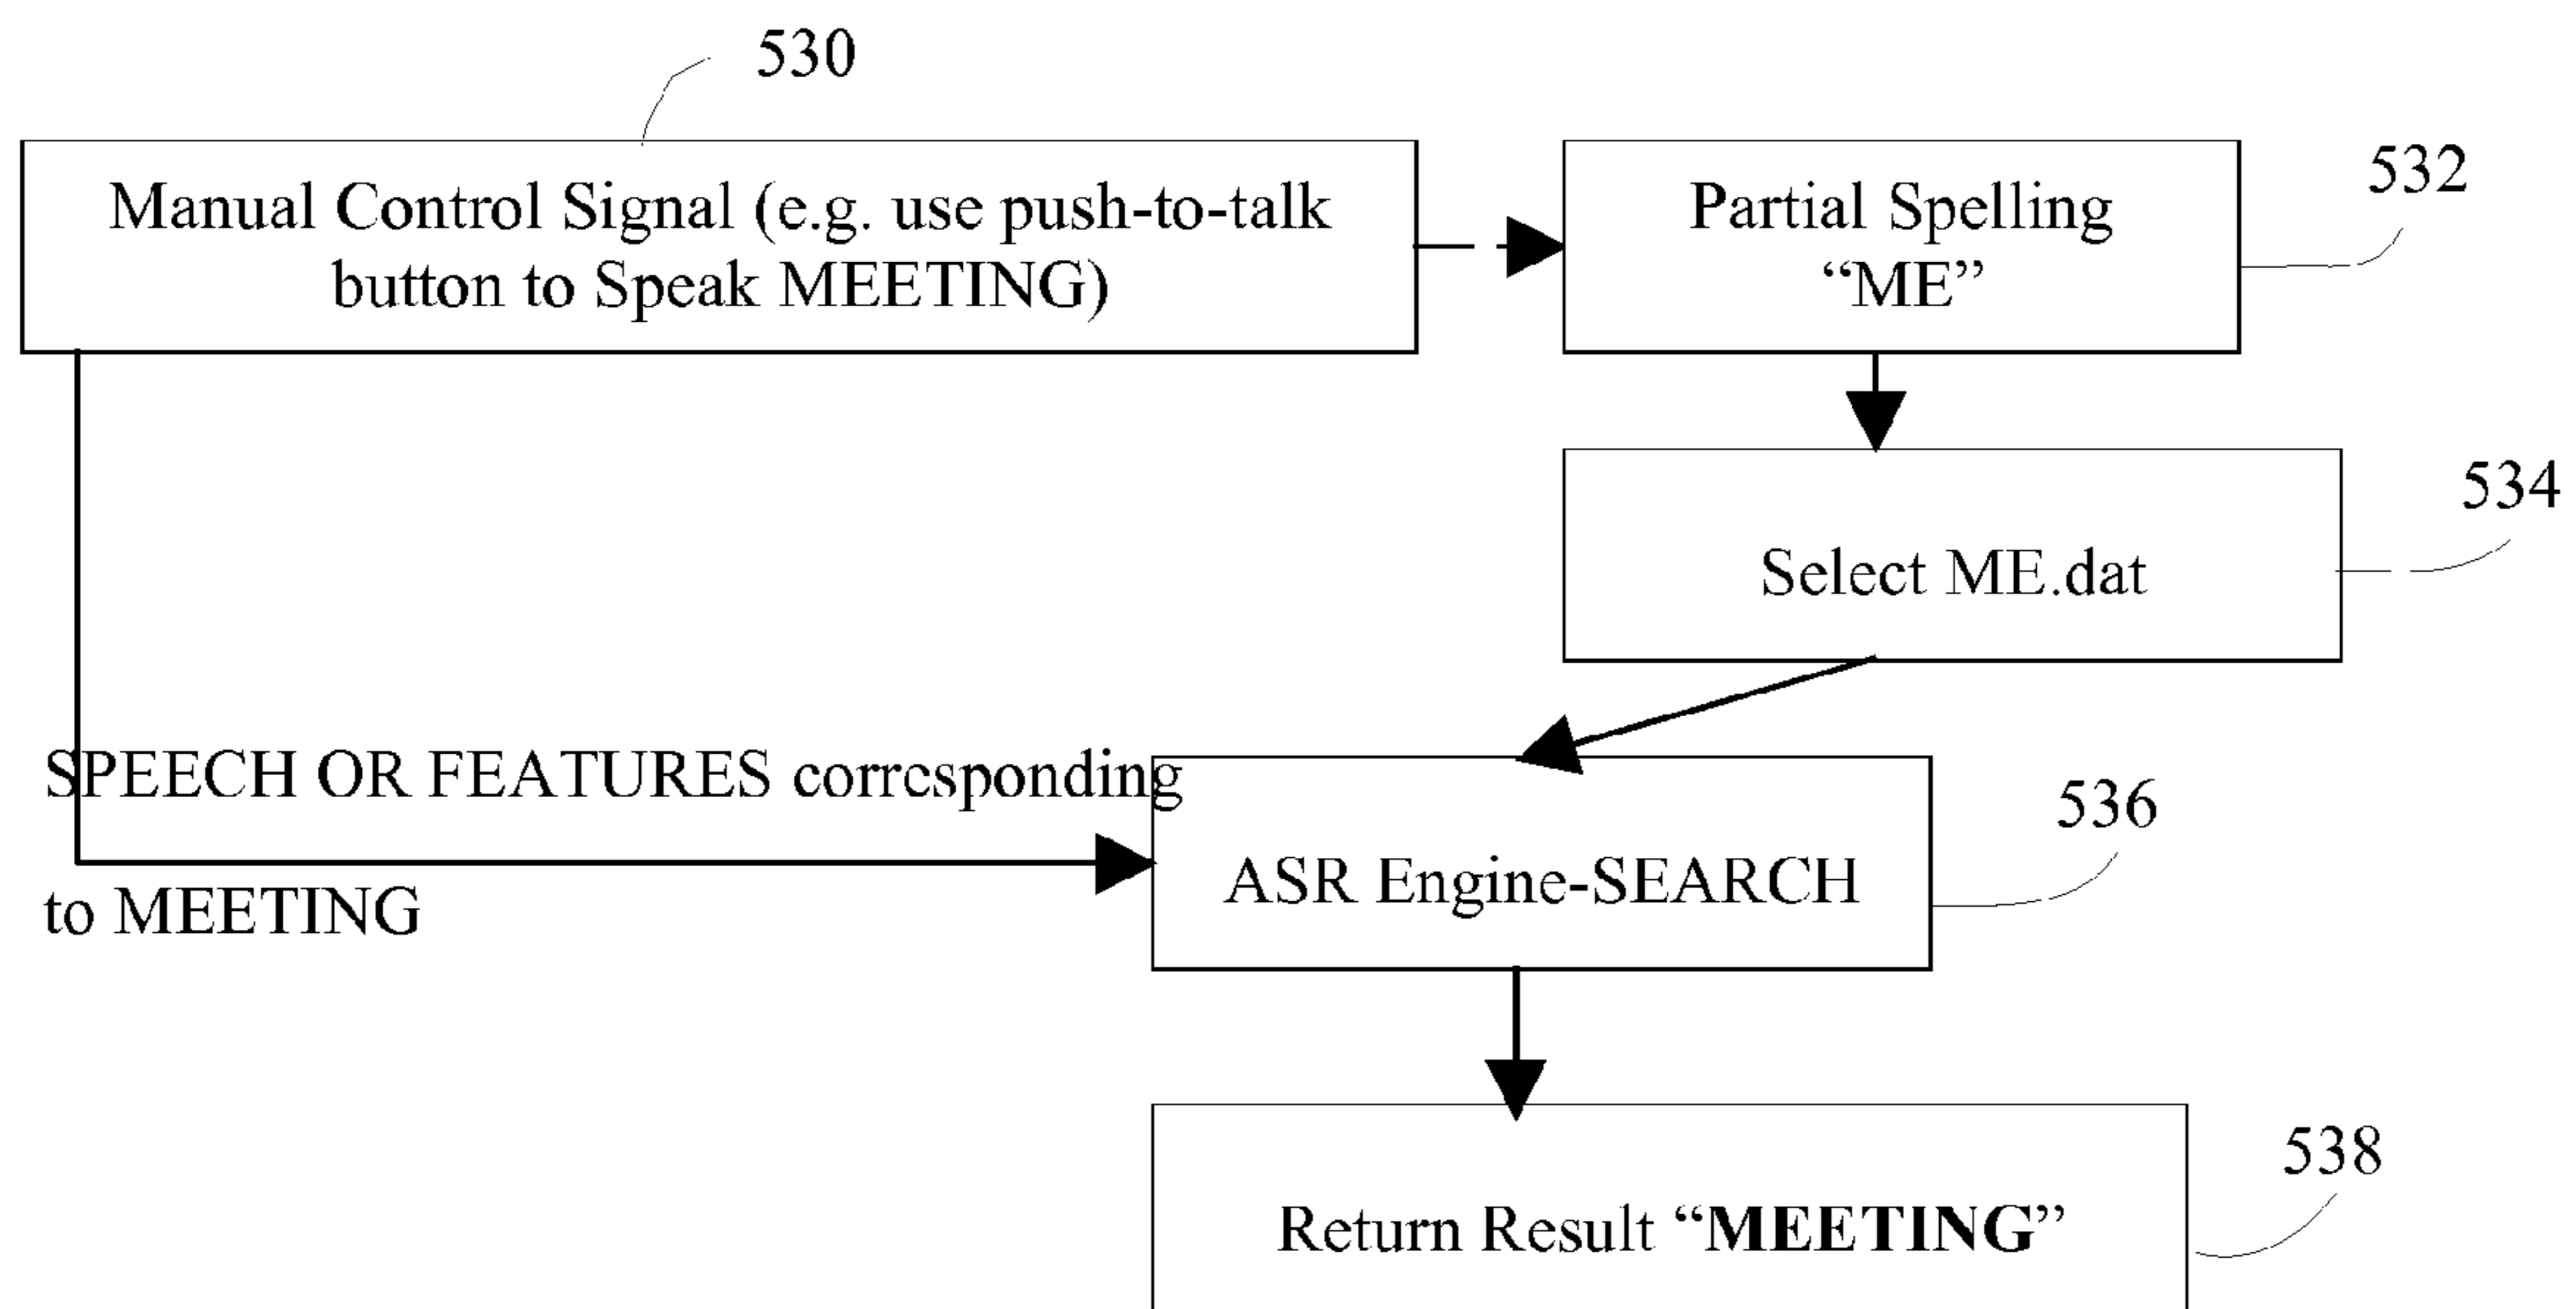 530
Manual Control Signal (e.g. use push-to-talk
button to Speak MEETING)
Partial Spelling
“ME”
532
Select ME.dat
534
SPEECH OR FEATURES corresponding
to MEETING
ASR Engine-SEARCH
536
Return Result “MEETING”
538